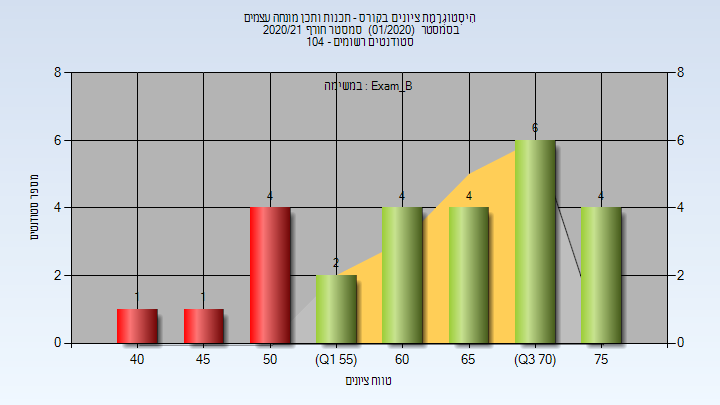 היסטוגרמת ציונים בקורס - תכנות ותכן מונחה עצמים
בסמסטר (01/2020) סמסטר חורף 2020/21
סטודנטים רשומים - 104
במשימה : Exam_B
מספר סטודנטים
8 8
6 6
4 4
2 2
0 0
1 1 4 2 4 4 6 4
40 45 50 (Q1 55) 60 65 (Q3 70) 75
טווח ציונים